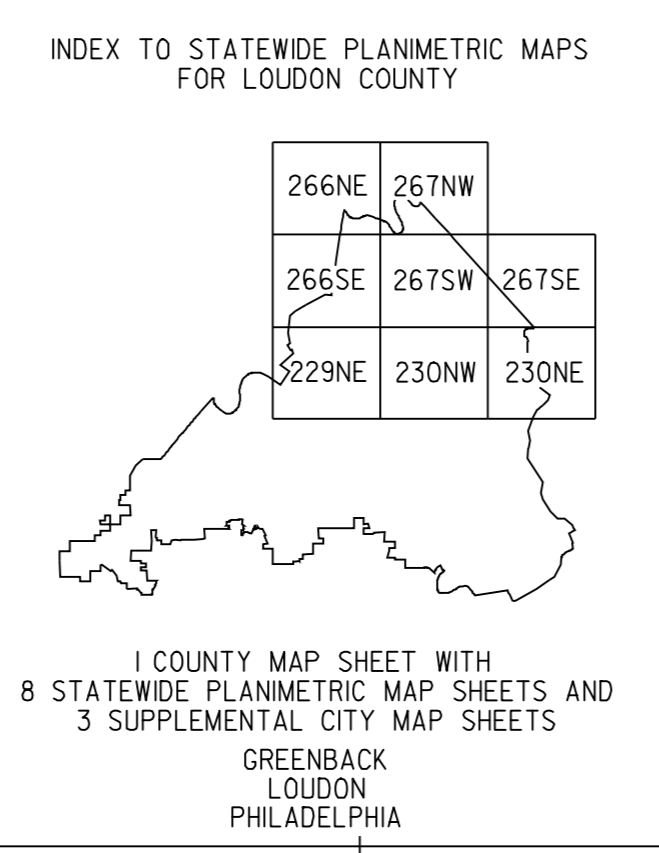 INDEX TO STATEWIDE PLANIMETRIC MAPS
FOR LOUDON COUNTY
266NE 267NW
266SE 267SW 267SE
229NE 230NW 230NE
1 COUNTY MAP SHEET WITH
8 STATEWIDE PLANIMETRIC MAP SHEETS AND
3 SUPPLEMENTAL CITY MAP SHEETS
GREENBACK
LOUDON
PHILADELPHIA